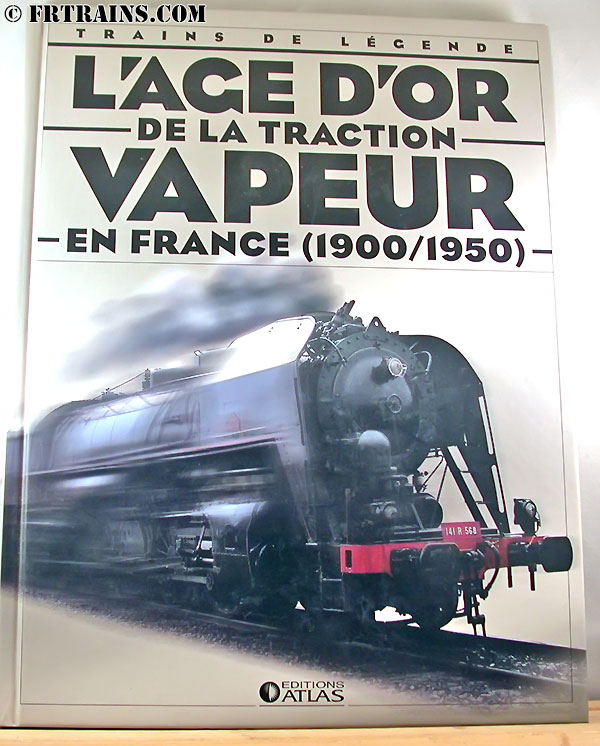 © FRTRAINS.COM
TRAINS DE LÉGENDE
L'AGE D'OR
DE LA TRACTION
VAPEUR
EN FRANCE (1900/1950)
141 R 568
EDITIONS
ATLAS